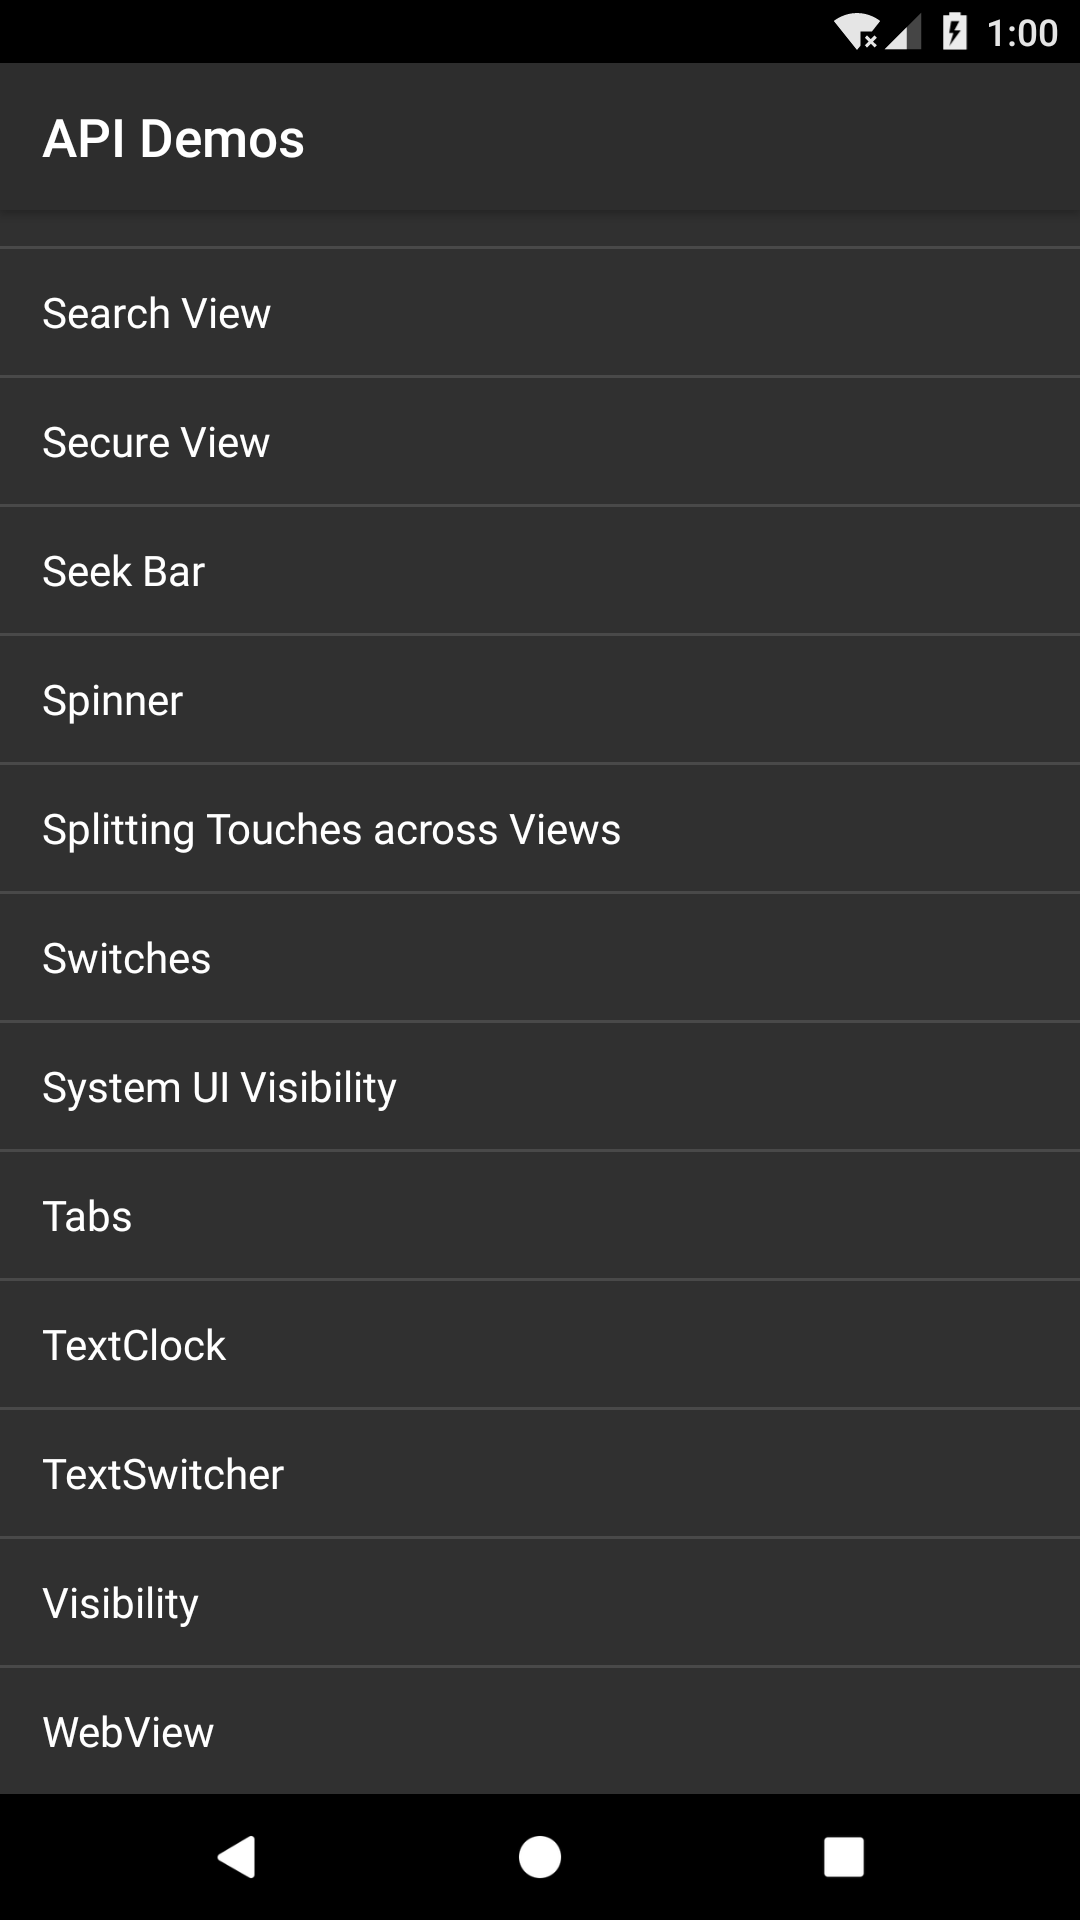 1:00
API Demos
Search View
Secure View
Seek Bar
Spinner
Splitting Touches across Views
Switches
System UI Visibility
Tabs
TextClock
TextSwitcher
Visibility
WebView